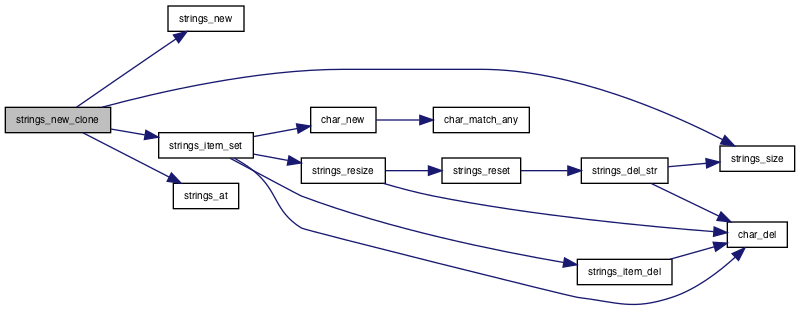 strings_new
strings_new_clone
char_new
char_match_any
strings_item_set
strings_size
strings_resize
strings_reset
strings_del_str
strings_at
char_del
strings_item_del